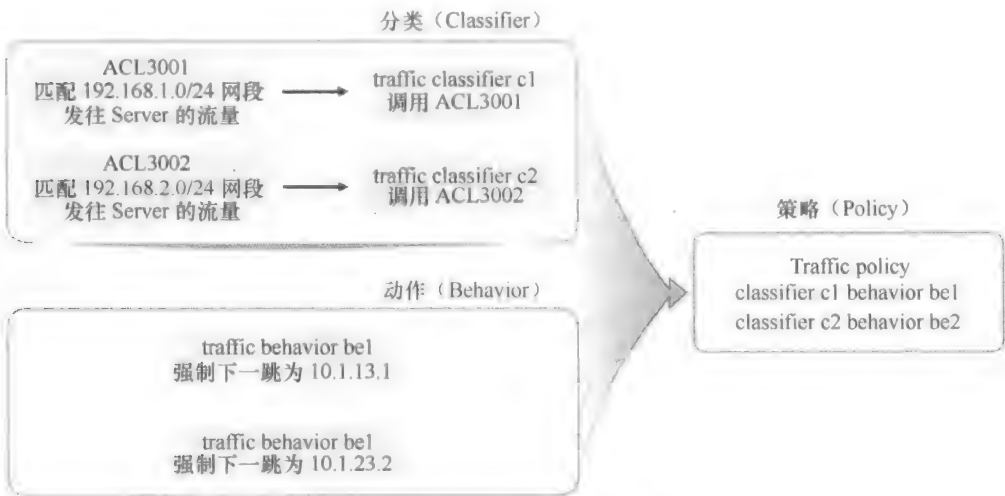 分类（Classifier）
ACL3001
匹配 192.168.1.0/24 网段
发往 Server 的流量
traffic classifier c1
调用 ACL3001
ACL3002
匹配 192.168.2.0/24 网段
发往 Server 的流量
traffic classifier c2
调用 ACL3002
动作（Behavior）
traffic behavior be1
强制下一跳为 10.1.13.1
traffic behavior be1
强制下一跳为 10.1.23.2
策略（Policy）
Traffic policy
classifier c1 behavior be1
classifier c2 behavior be2